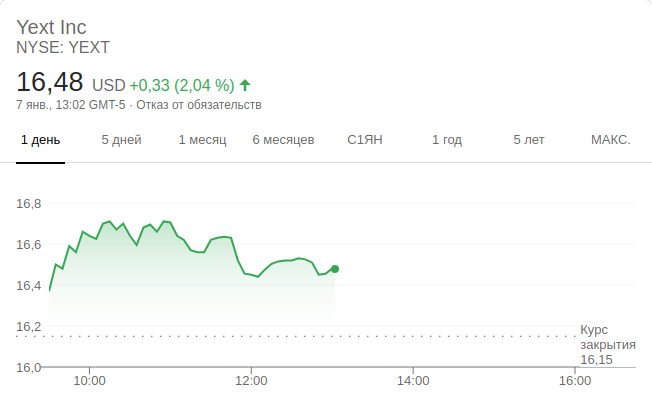 Yext Inc
NYSE: YEXT
16,48 USD +0,33 (2,04 %)
7 янв., 13:02 GMT-5 · Отказ от обязательств
1 день 5 дней 1 месяц 6 месяцев С1ЯН 1 год 5 лет МАКС.
16,8
16,6
16,4
16,2
16,0
Курс
закрытия
16,15
10:00 12:00 14:00 16:00